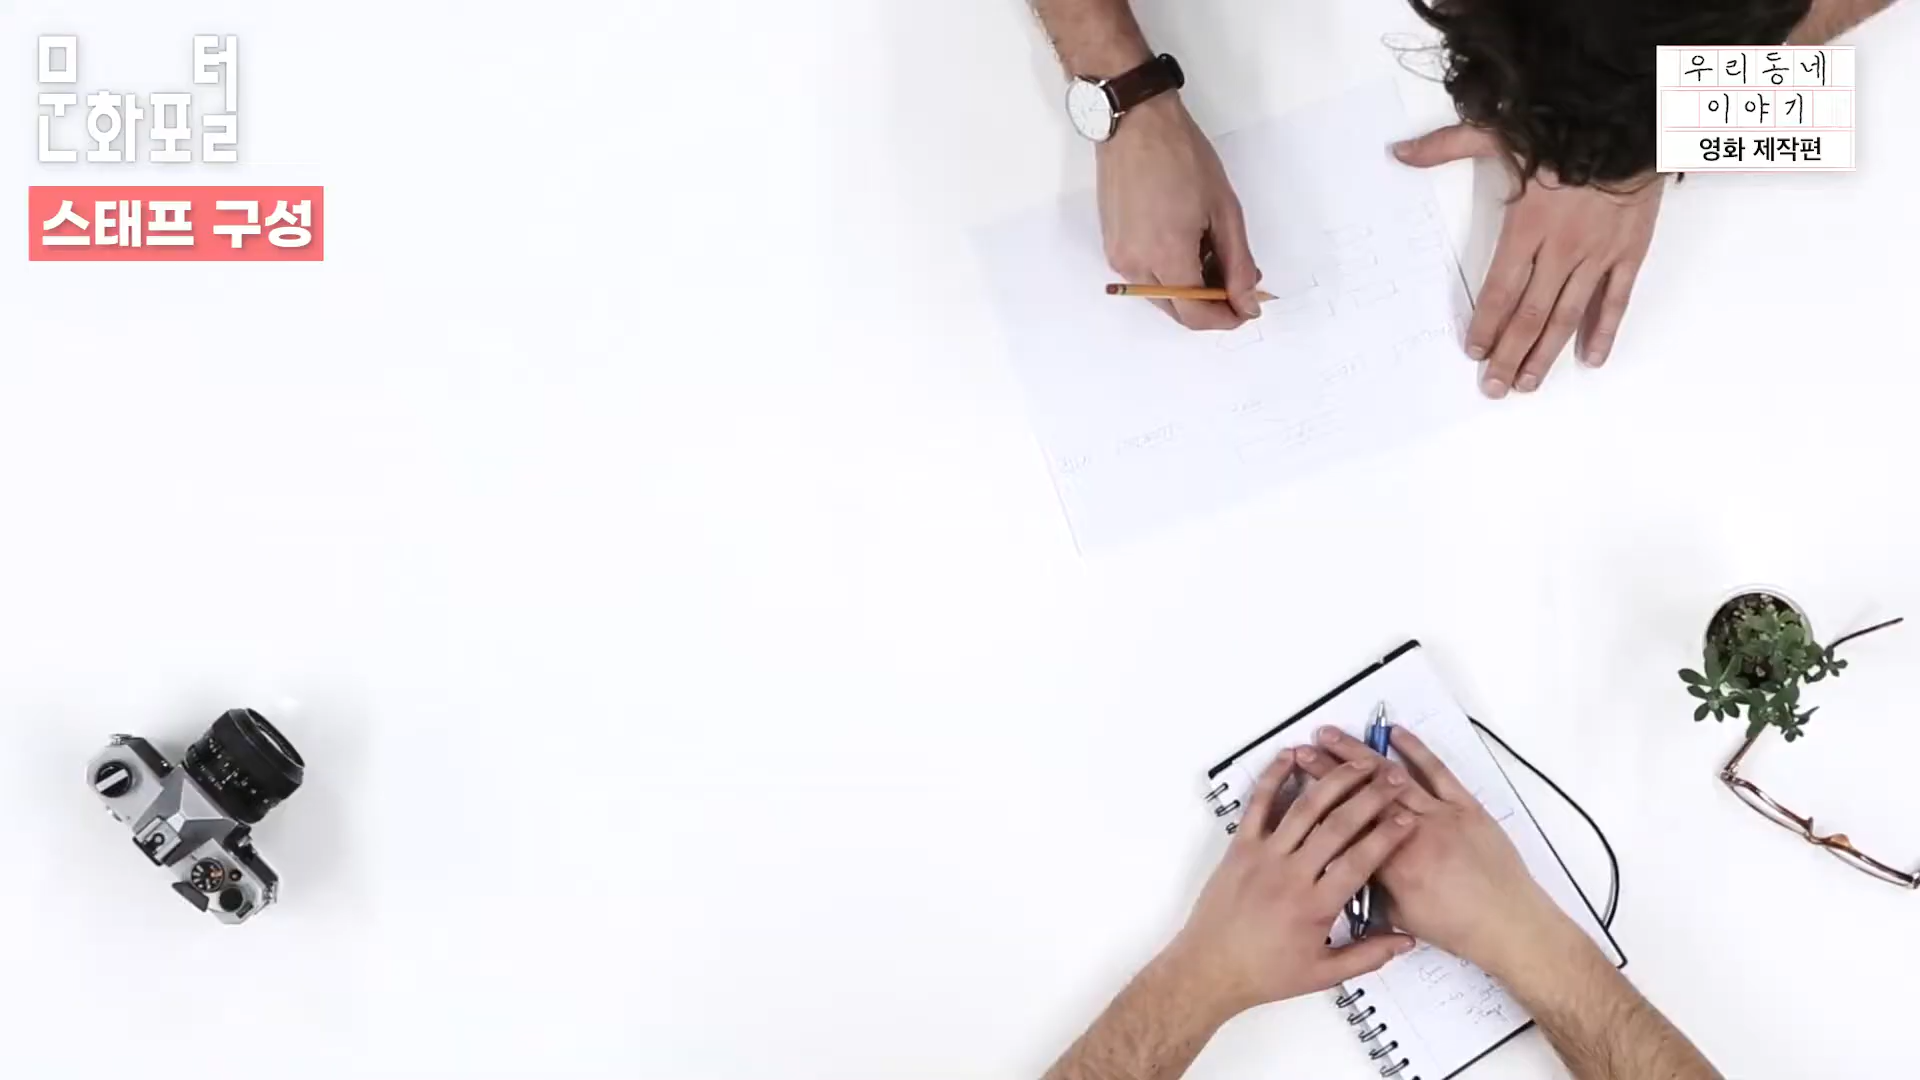 문화포털
스태프 구성
우리동네
이야기
영화 제작편